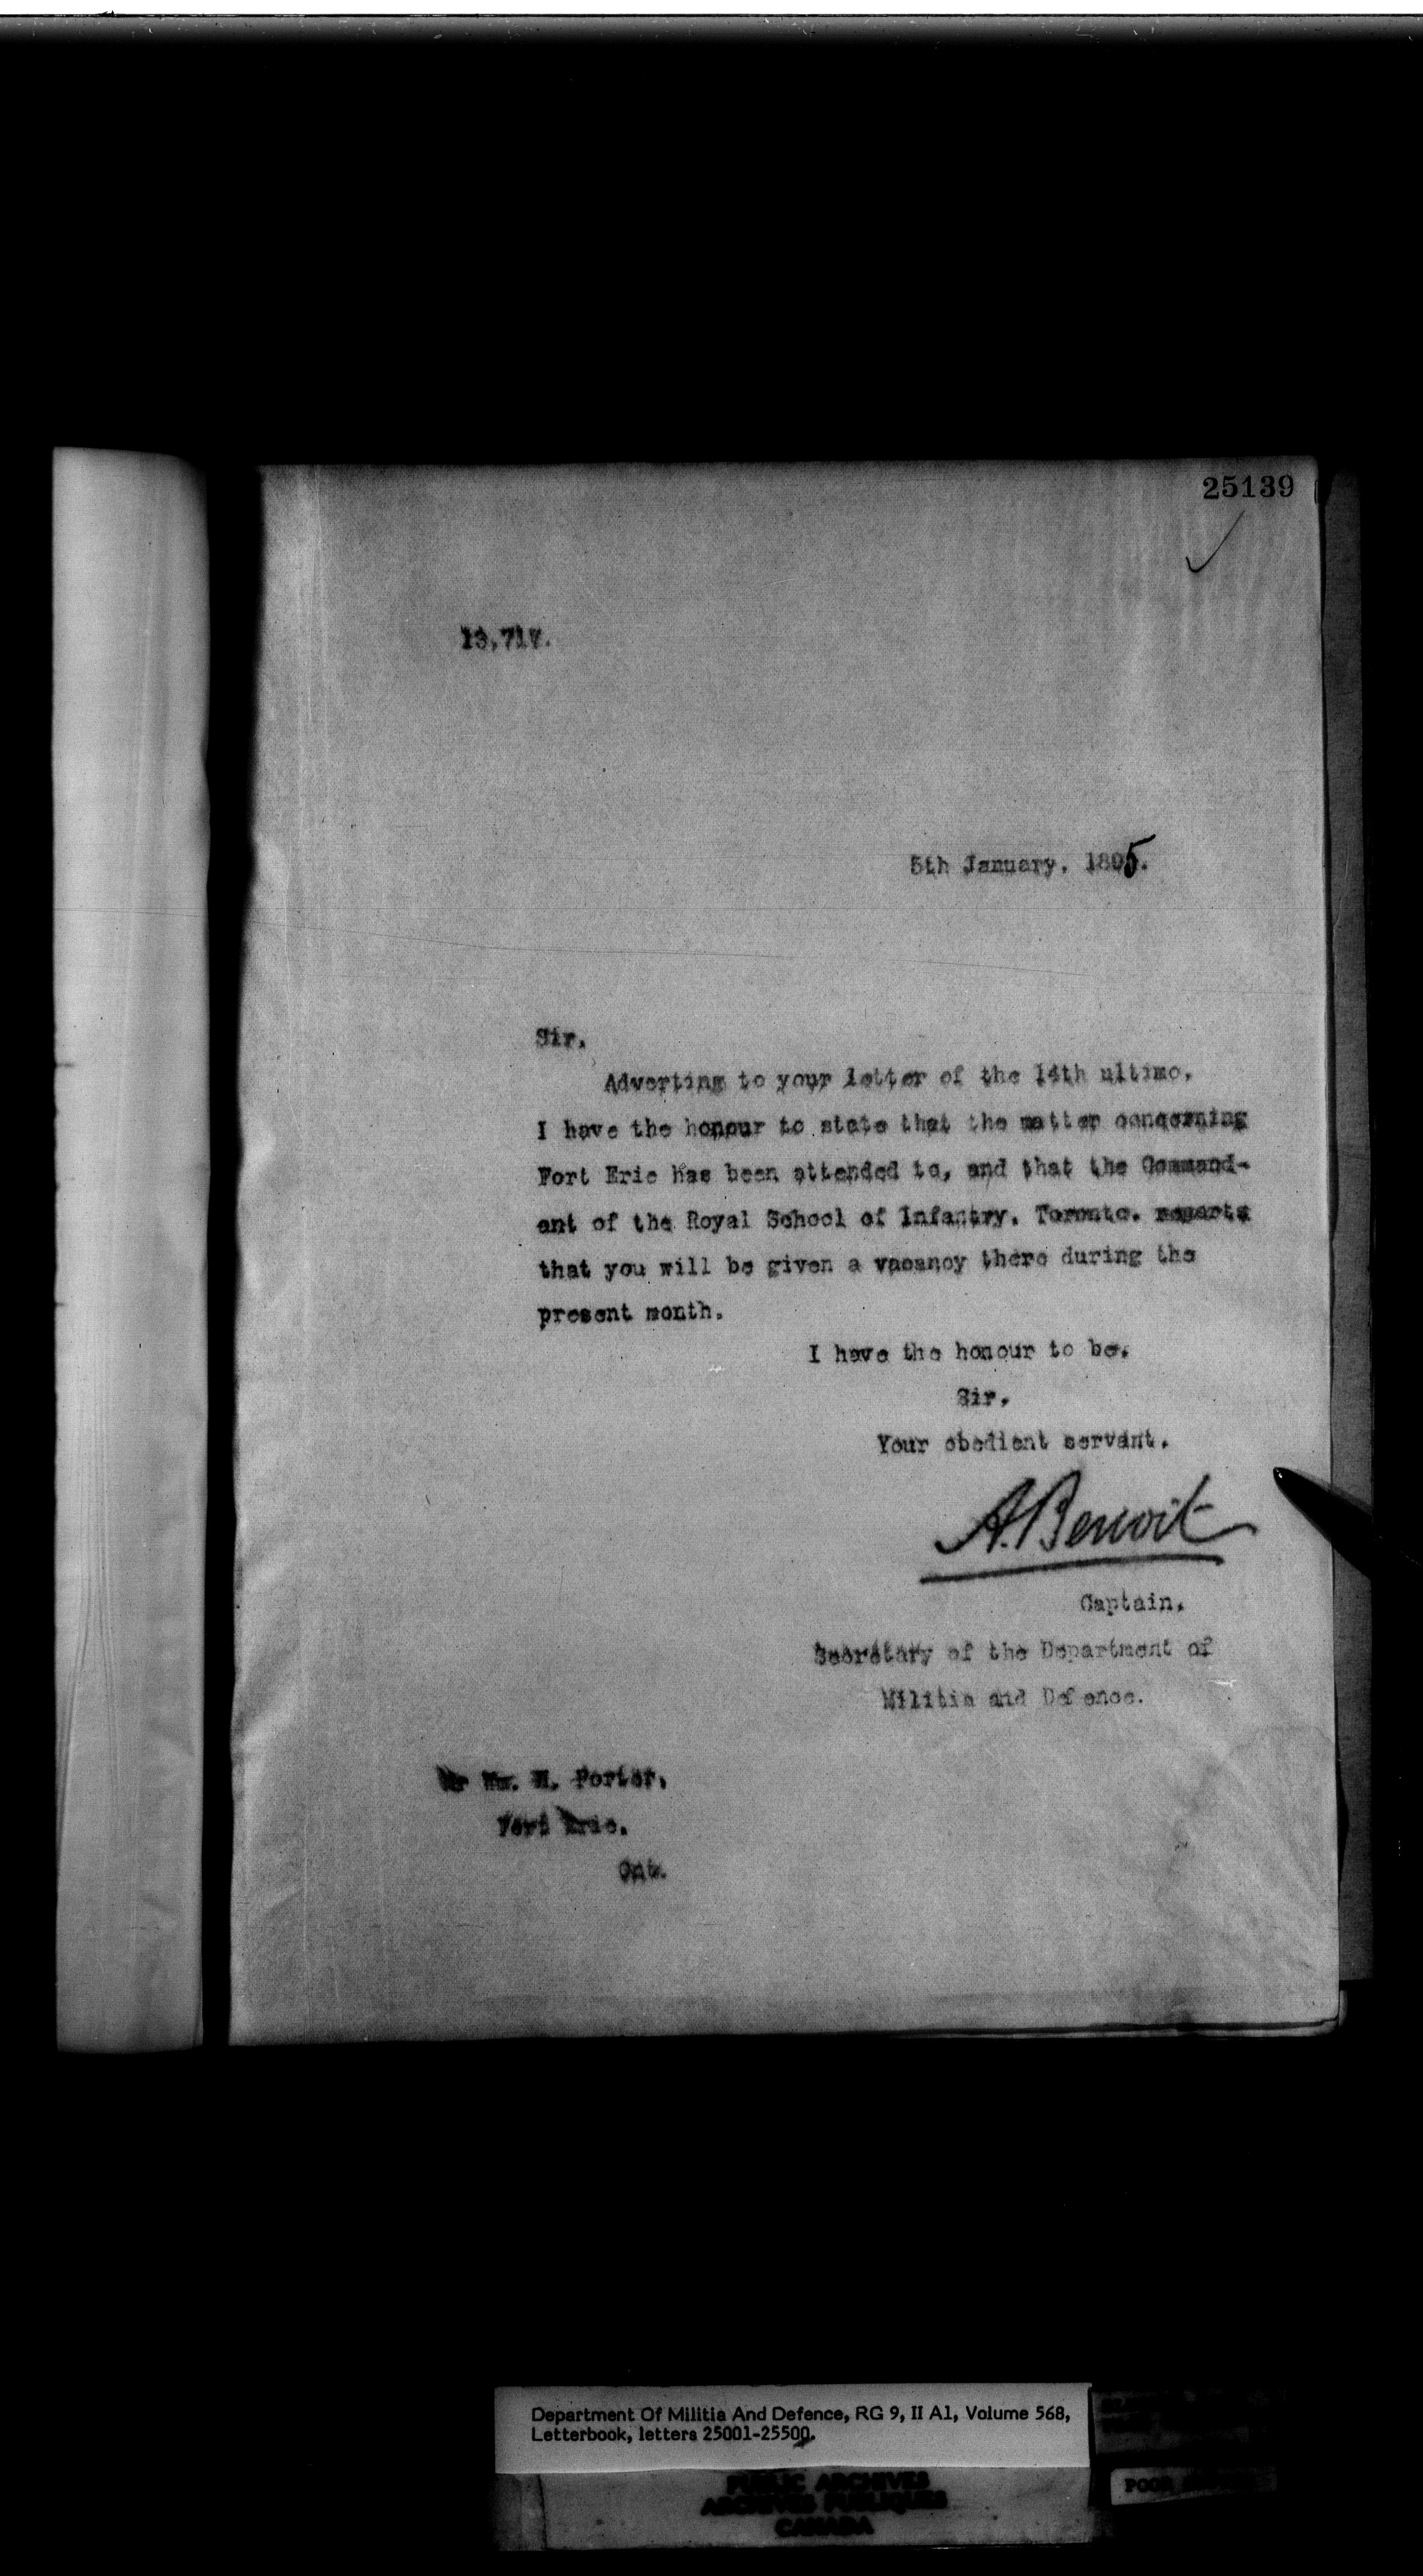 25139
13,717.
5th January, 1895.
Sir,
Adverting to your letter of the 14th ultimo,
I have the honour to state that the matter concerning
Fort Erie has been attended to, and that the Command-
ant of the Royal School of Infantry, Toronto, reports
that you will be given a vacancy there during the
present month.
I have the honour to be,
Sir,
Your obedient servant,
A. Benoit
Captain,
Secretary of the Department of
Militia and Defence.
Mr Wm. H. Porter,
Fort Erie,
Ont.
Department Of Militia And Defence, RG 9, II A1, Volume 568,
Letterbook, letters 25001-25500.
PUBLIC ARCHIVES
ARCHIVES PUBLIQUES
CANADA
POOR